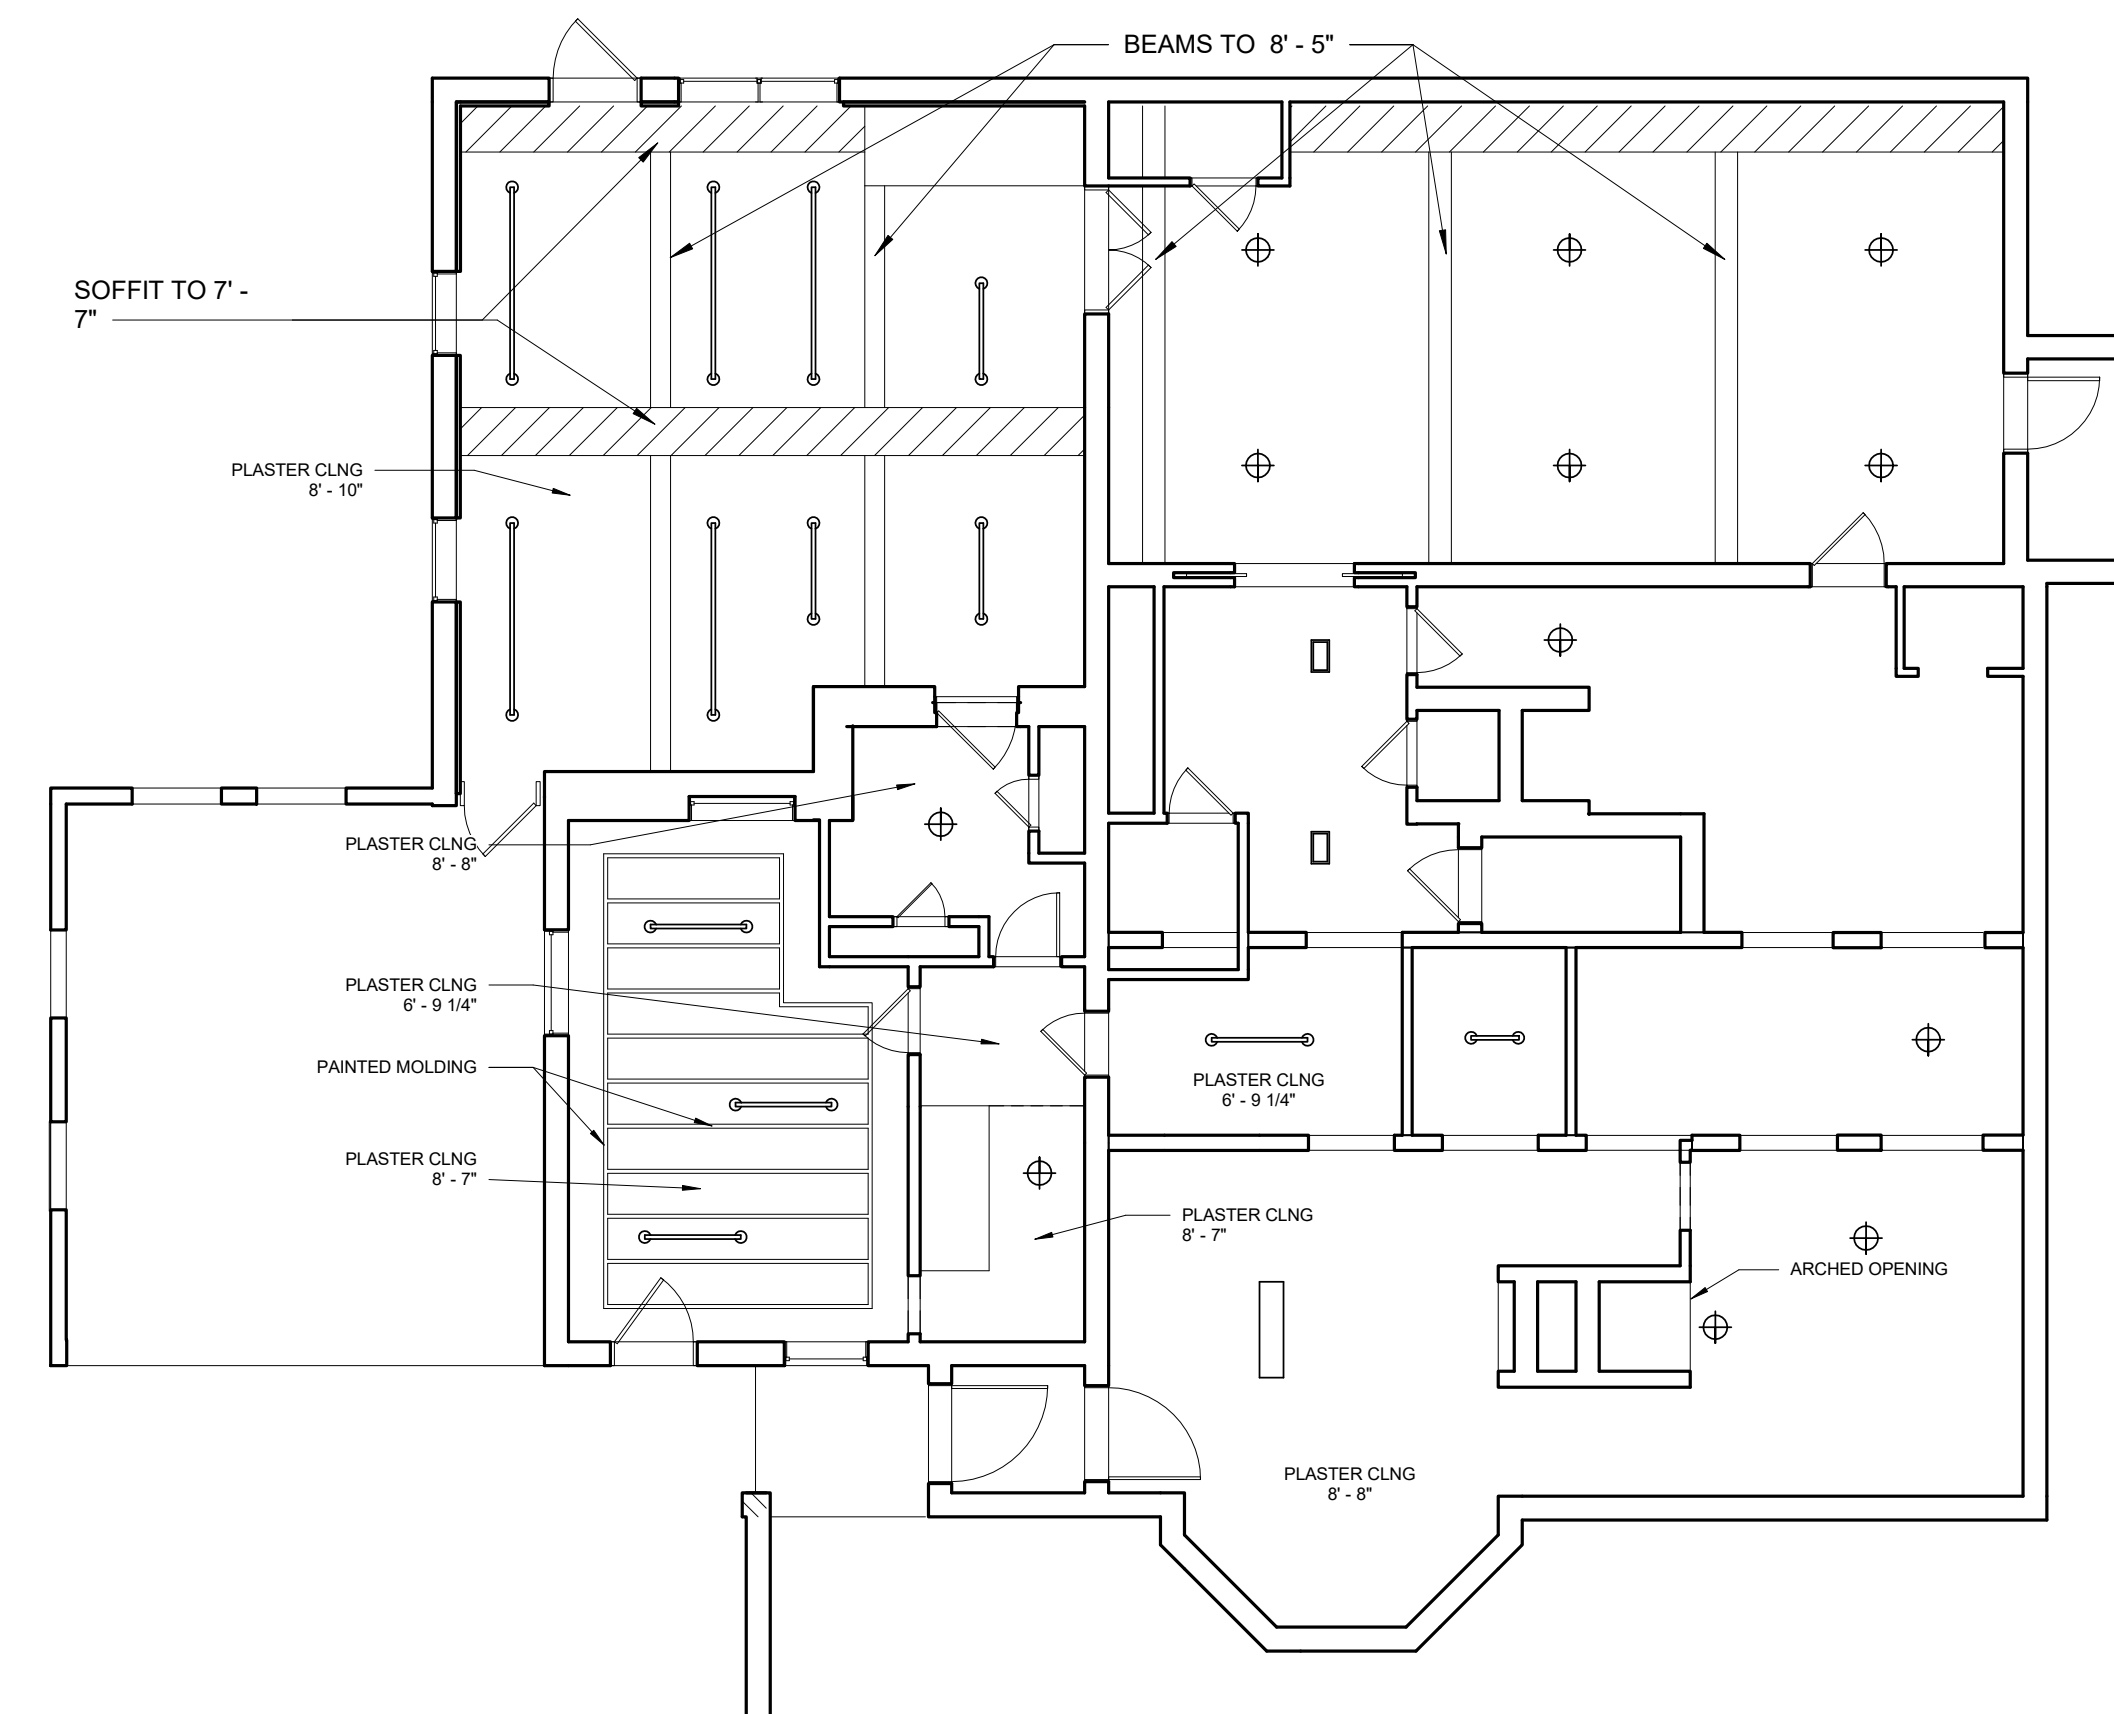 BEAMS TO  8' - 5"
SOFFIT TO 7' -
7"
PLASTER CLNG
8' - 10"
PLASTER CLNG
8' - 8"
PLASTER CLNG
6' - 9 1/4"
PAINTED MOLDING
PLASTER CLNG
6' - 9 1/4"
PLASTER CLNG
8' - 7"
PLASTER CLNG
8' - 7"
ARCHED OPENING
PLASTER CLNG
8' - 8"